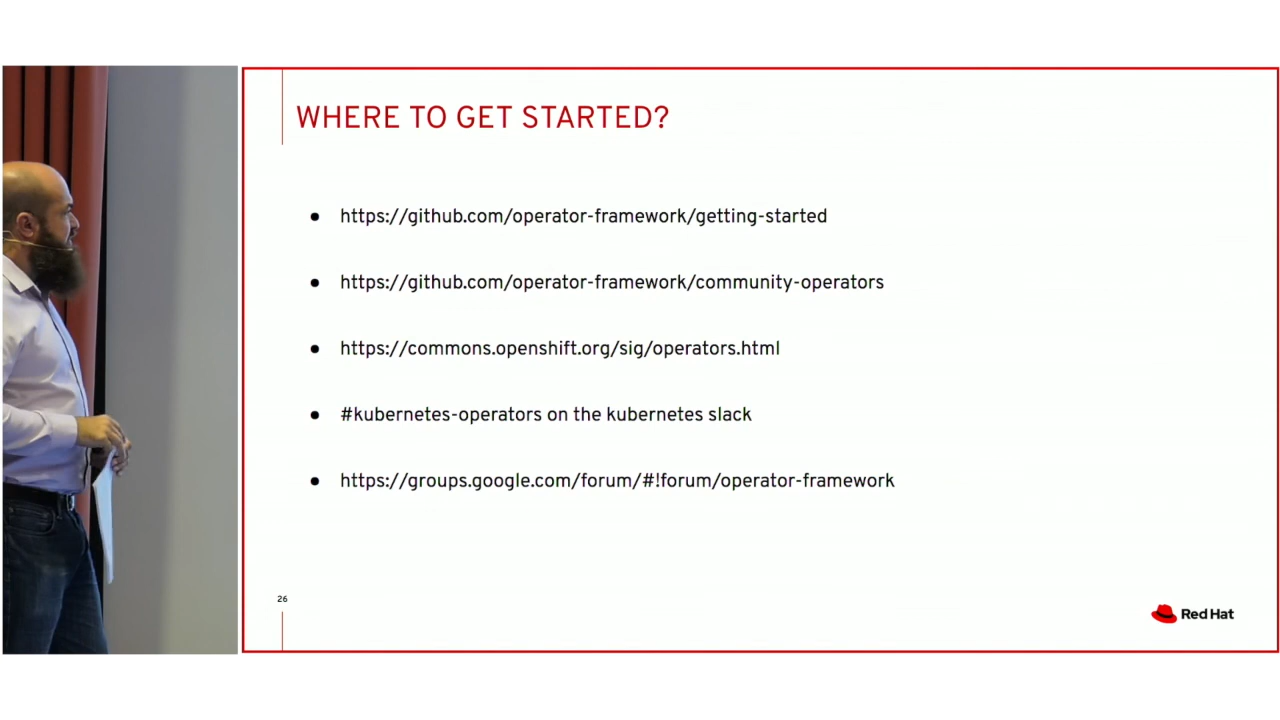 WHERE TO GET STARTED?
● https://github.com/operator-framework/getting-started
● https://github.com/operator-framework/community-operators
● https://commons.openshift.org/sig/operators.html
● #kubernetes-operators on the kubernetes slack
● https://groups.google.com/forum/#!forum/operator-framework
26
Red Hat